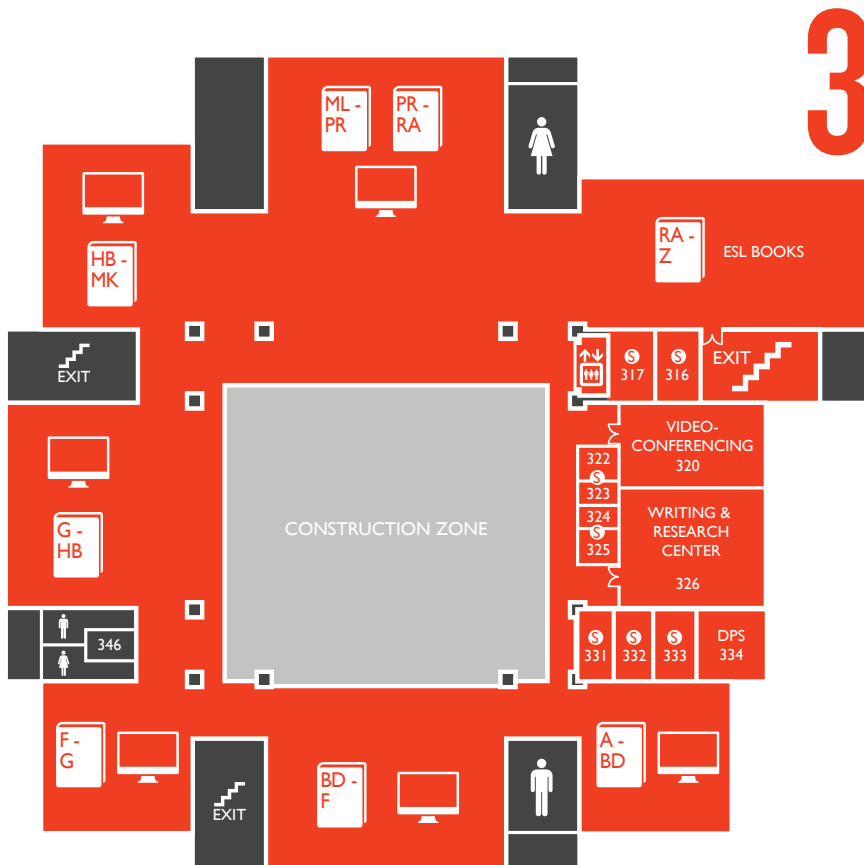 3
ML -
PR
PR -
RA
HB -
MK
RA -
Z
ESL BOOKS
EXIT
S
317
S
316
EXIT
VIDEO-
CONFERENCING
320
322
S
323
324
S
325
G -
HB
CONSTRUCTION ZONE
WRITING &
RESEARCH
CENTER
326
346
S
331
S
332
S
333
DPS
334
F -
G
EXIT
BD -
F
A -
BD